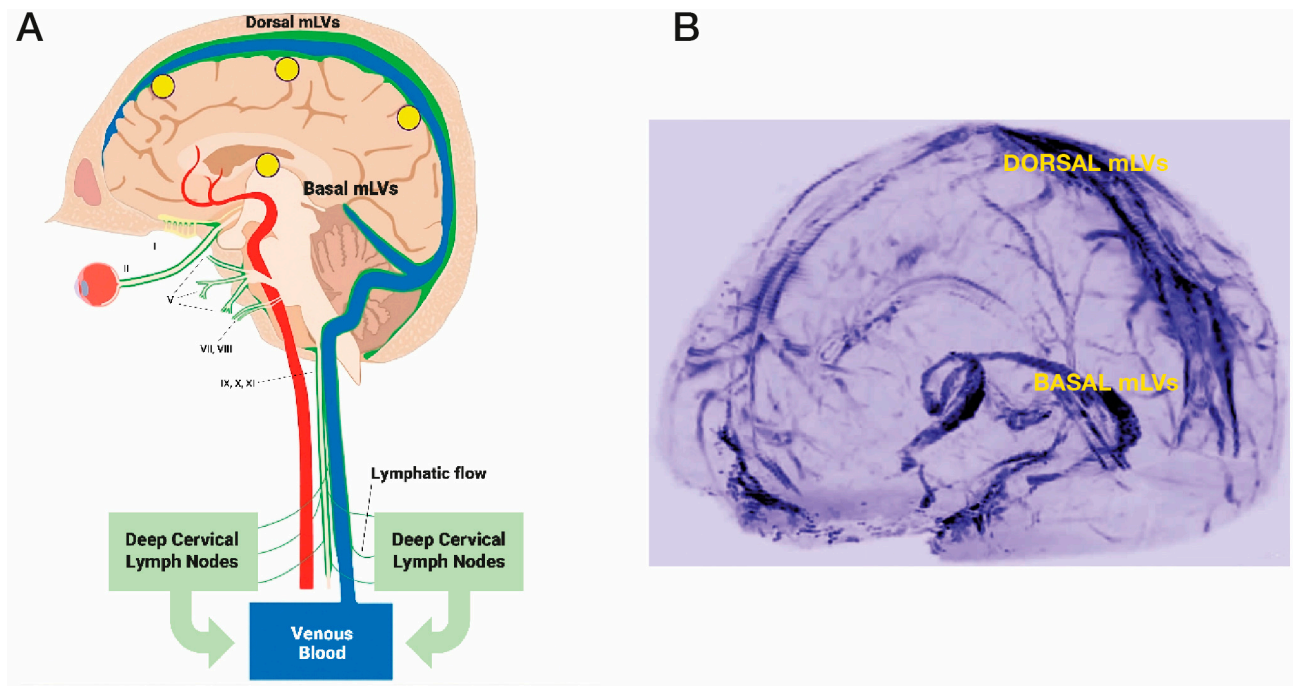 A
Dorsal mLVs
Basal mLVs
I
II
V
VII, VIII
IX, X, XI
Lymphatic flow
Deep Cervical
Lymph Nodes
Deep Cervical
Lymph Nodes
Venous
Blood
B
DORSAL mLVs
BASAL mLVs